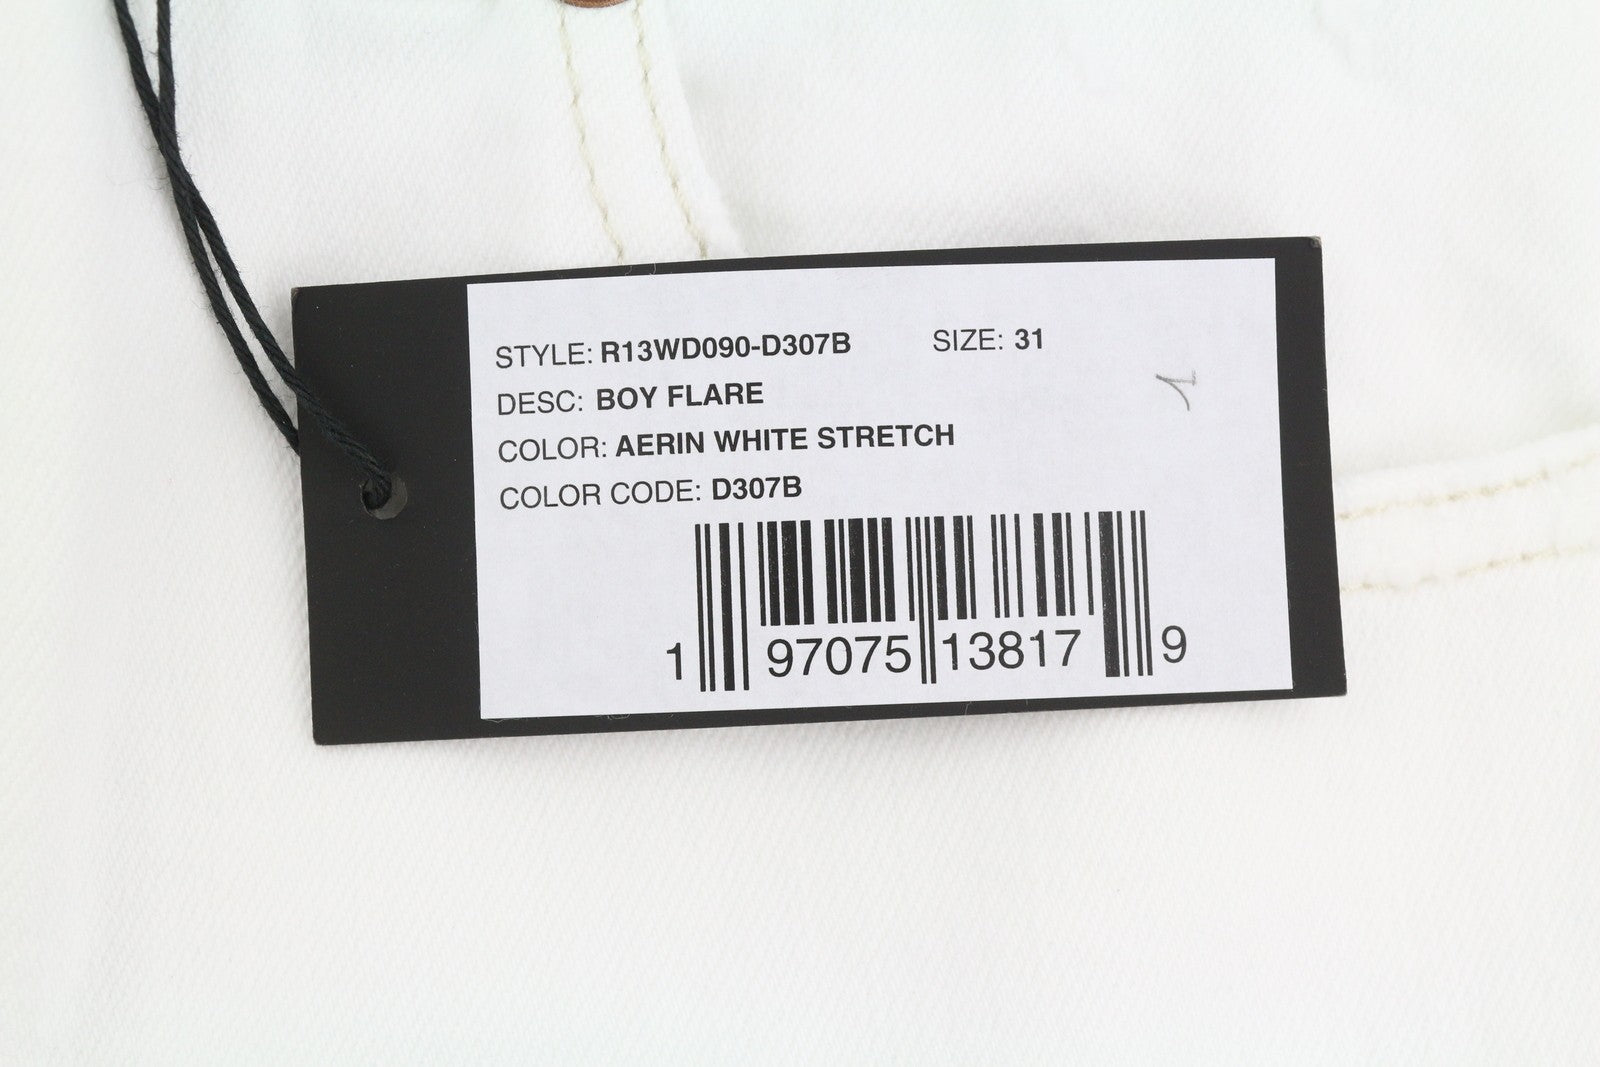 STYLE: R13WD090-D307B SIZE: 31
DESC: BOY FLARE
1
COLOR: AERIN WHITE STRETCH
COLOR CODE: D307B
1 97075 13817 9